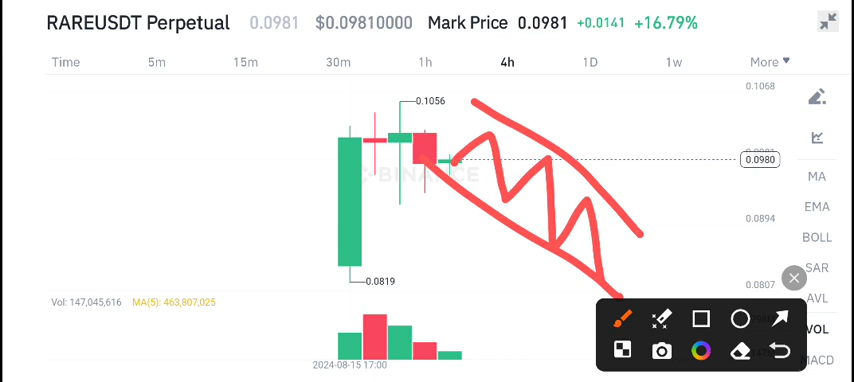 RAREUSDT Perpetual 0.0981 $0.09810000 Mark Price 0.0981 +0.0141 +16.79%
Time 5m 15m 30m 1h 4h 1D 1w More
0.1068
0.1056
0.0980
BINANCE
MA
EMA
0.0894
BOLL
SAR
0.0819
0.0807
AVL
Vol: 147,045,616 MA(5): 463,807,025
VOL
MACD
2024-08-15 17:00